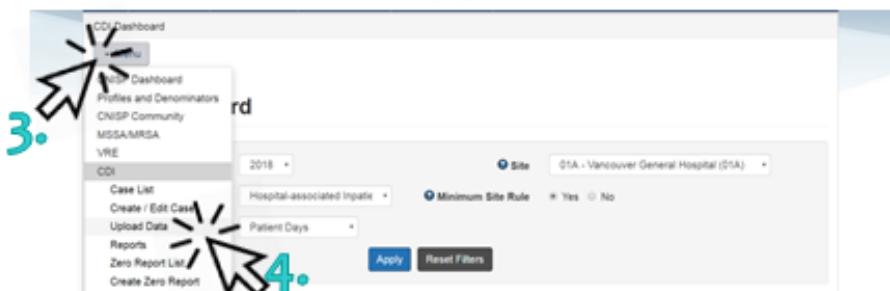 CDI Dashboard
3.
CNISP Dashboard
Profiles and Denominators
CNISP Community
rd
MSSA/MRSA
VRE
CDI
2018
Site
01A - Vancouver General Hospital (01A)
Case List
Hospital-associated Inpatie
Minimum Site Rule
Yes
No
Create / Edit Case
Upload Data
Patient Days
Reports
Zero Report List
Apply
Reset Filters
4.
Create Zero Report